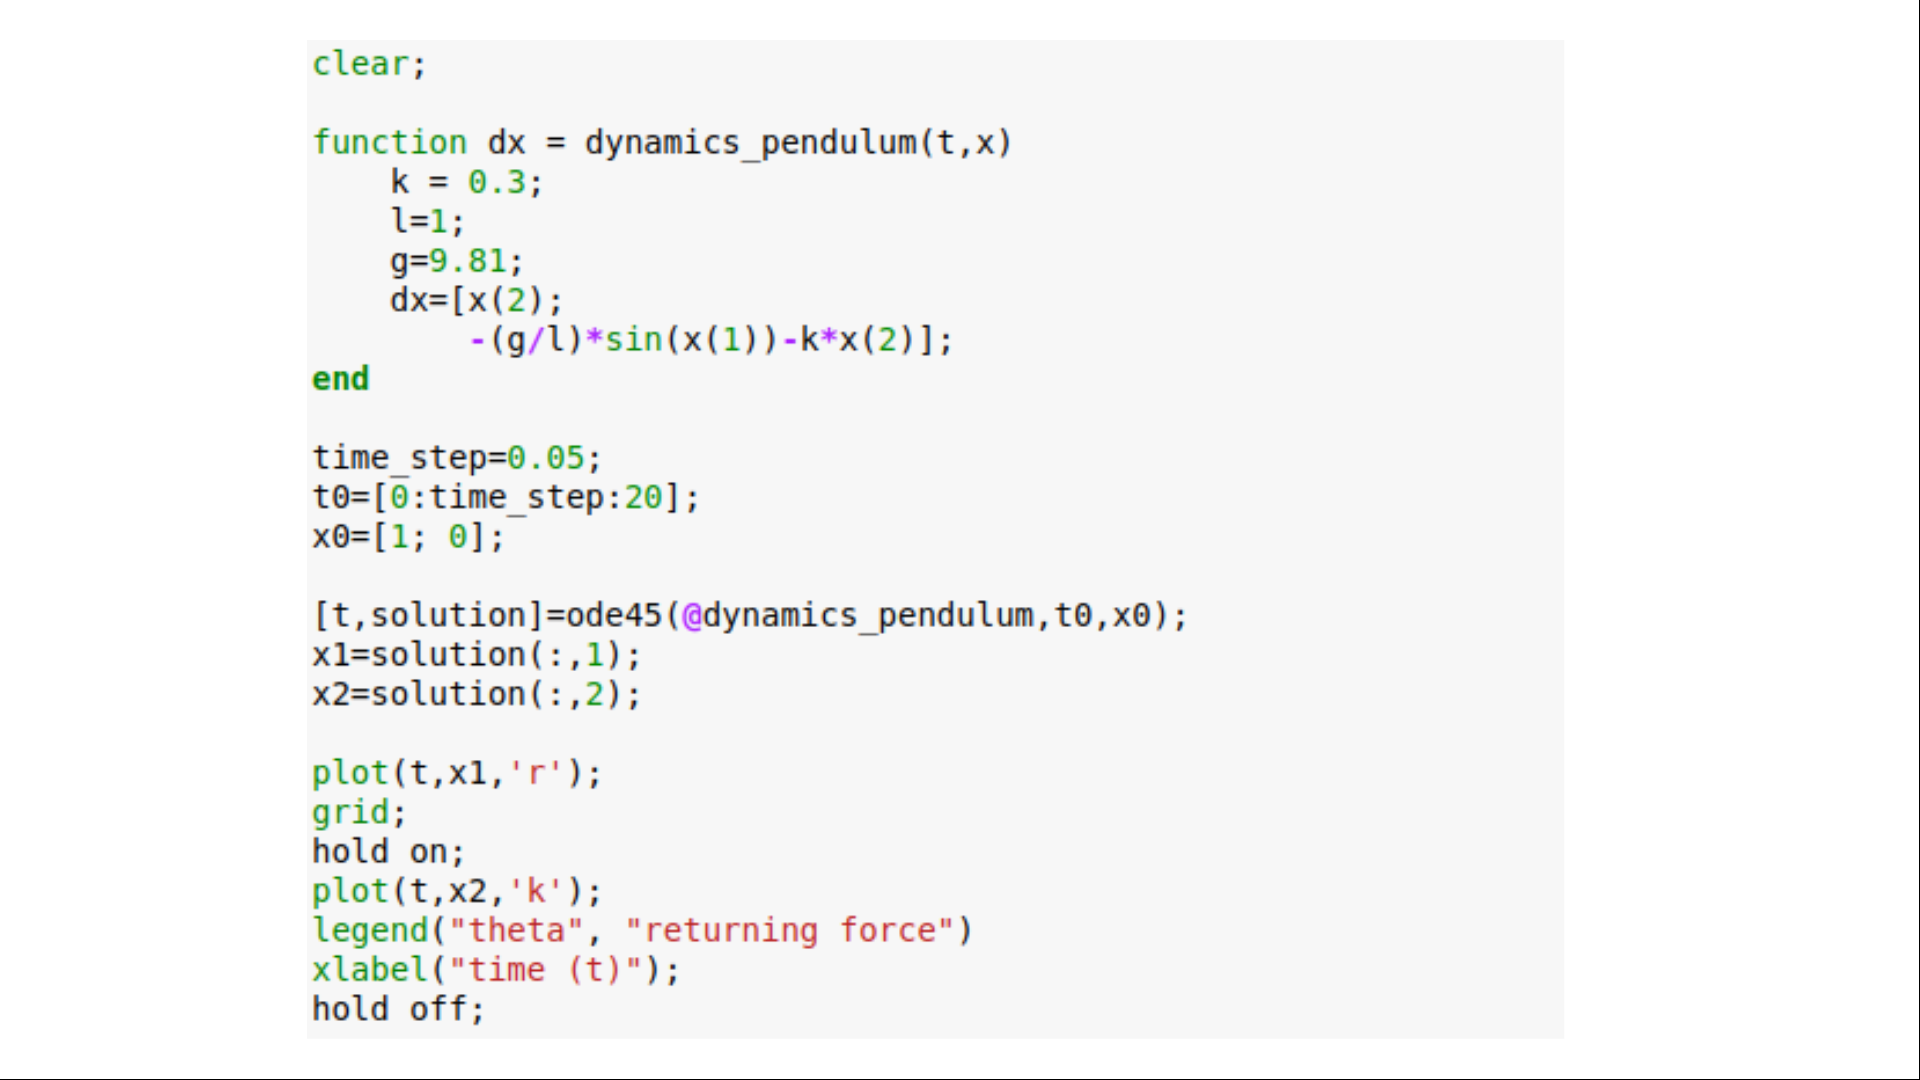 clear;
function dx = dynamics_pendulum(t,x)
    k = 0.3;
    l=1;
    g=9.81;
    dx=[x(2);
        -(g/l)*sin(x(1))-k*x(2)];
end
time_step=0.05;
t0=[0:time_step:20];
x0=[1; 0];
[t,solution]=ode45(@dynamics_pendulum,t0,x0);
x1=solution(:,1);
x2=solution(:,2);
plot(t,x1,'r');
grid;
hold on;
plot(t,x2,'k');
legend("theta", "returning force")
xlabel("time (t)");
hold off;